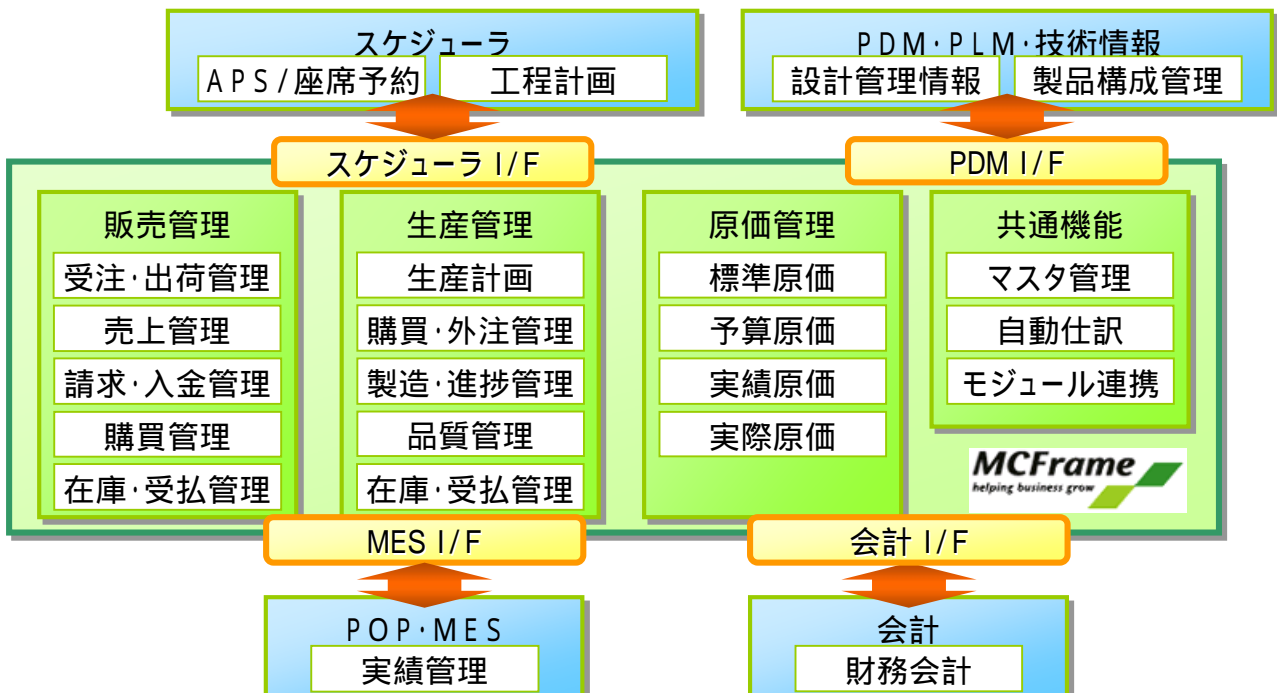 スケジューラ
APS/座席予約
工程計画
PDM・PLM・技術情報
設計管理情報
製品構成管理
スケジューラ I/F
PDM I/F
販売管理
受注・出荷管理
売上管理
請求・入金管理
購買管理
在庫・受払管理
生産管理
生産計画
購買・外注管理
製造・進捗管理
品質管理
在庫・受払管理
原価管理
標準原価
予算原価
実績原価
実際原価
共通機能
マスタ管理
自動仕訳
モジュール連携
MCFrame
helping business grow
MES I/F
会計 I/F
POP・MES
実績管理
会計
財務会計